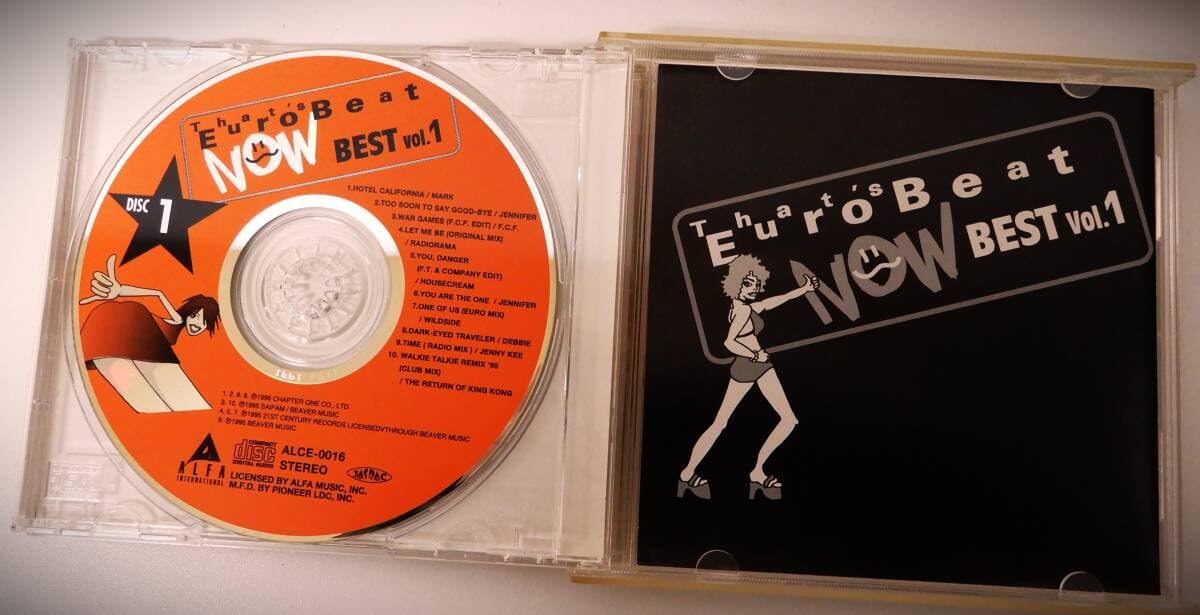 That's
EuroBeat
NOW BEST vol.1
DISC 1
1.HOTEL CALIFORNIA / MARK
2.TOO SOON TO SAY GOOD-BYE / JENNIFER
3.WAR GAMES (F.C.F. EDIT) / F.C.F.
4.LET ME BE (ORIGINAL MIX)
/ RADIORAMA
5.YOU, DANGER
(F.T. & COMPANY EDIT)
/ HOUSECREAM
6.YOU ARE THE ONE / JENNIFER
7.ONE OF US (EURO MIX)
/ WILDSIDE
8.DARK-EYED TRAVELER / DEBBIE
9.TIME ( RADIO MIX ) / JENNY KEE
10. WALKIE TALKIE REMIX '95
(CLUB MIX)
/ THE RETURN OF KING KONG
1, 2, 6, 8, ℗1996 CHAPTER ONE CO., LTD
3, 10, ℗1995 SAIFAM / BEAVER MUSIC
4, 5, 7, ℗1995 21ST CENTURY RECORDS LICENSEDVTHROUGH BEAVER MUSIC
9, ℗1995 BEAVER MUSIC
ALFA
INTERNATIONAL
COMPACT
disc
DIGITAL AUDIO
ALCE-0016
STEREO
JASRAC
LICENSED BY ALFA MUSIC, INC.
M.F.D. BY PIONEER LDC, INC.
That's
EuroBeat
NOW BEST Vol.1